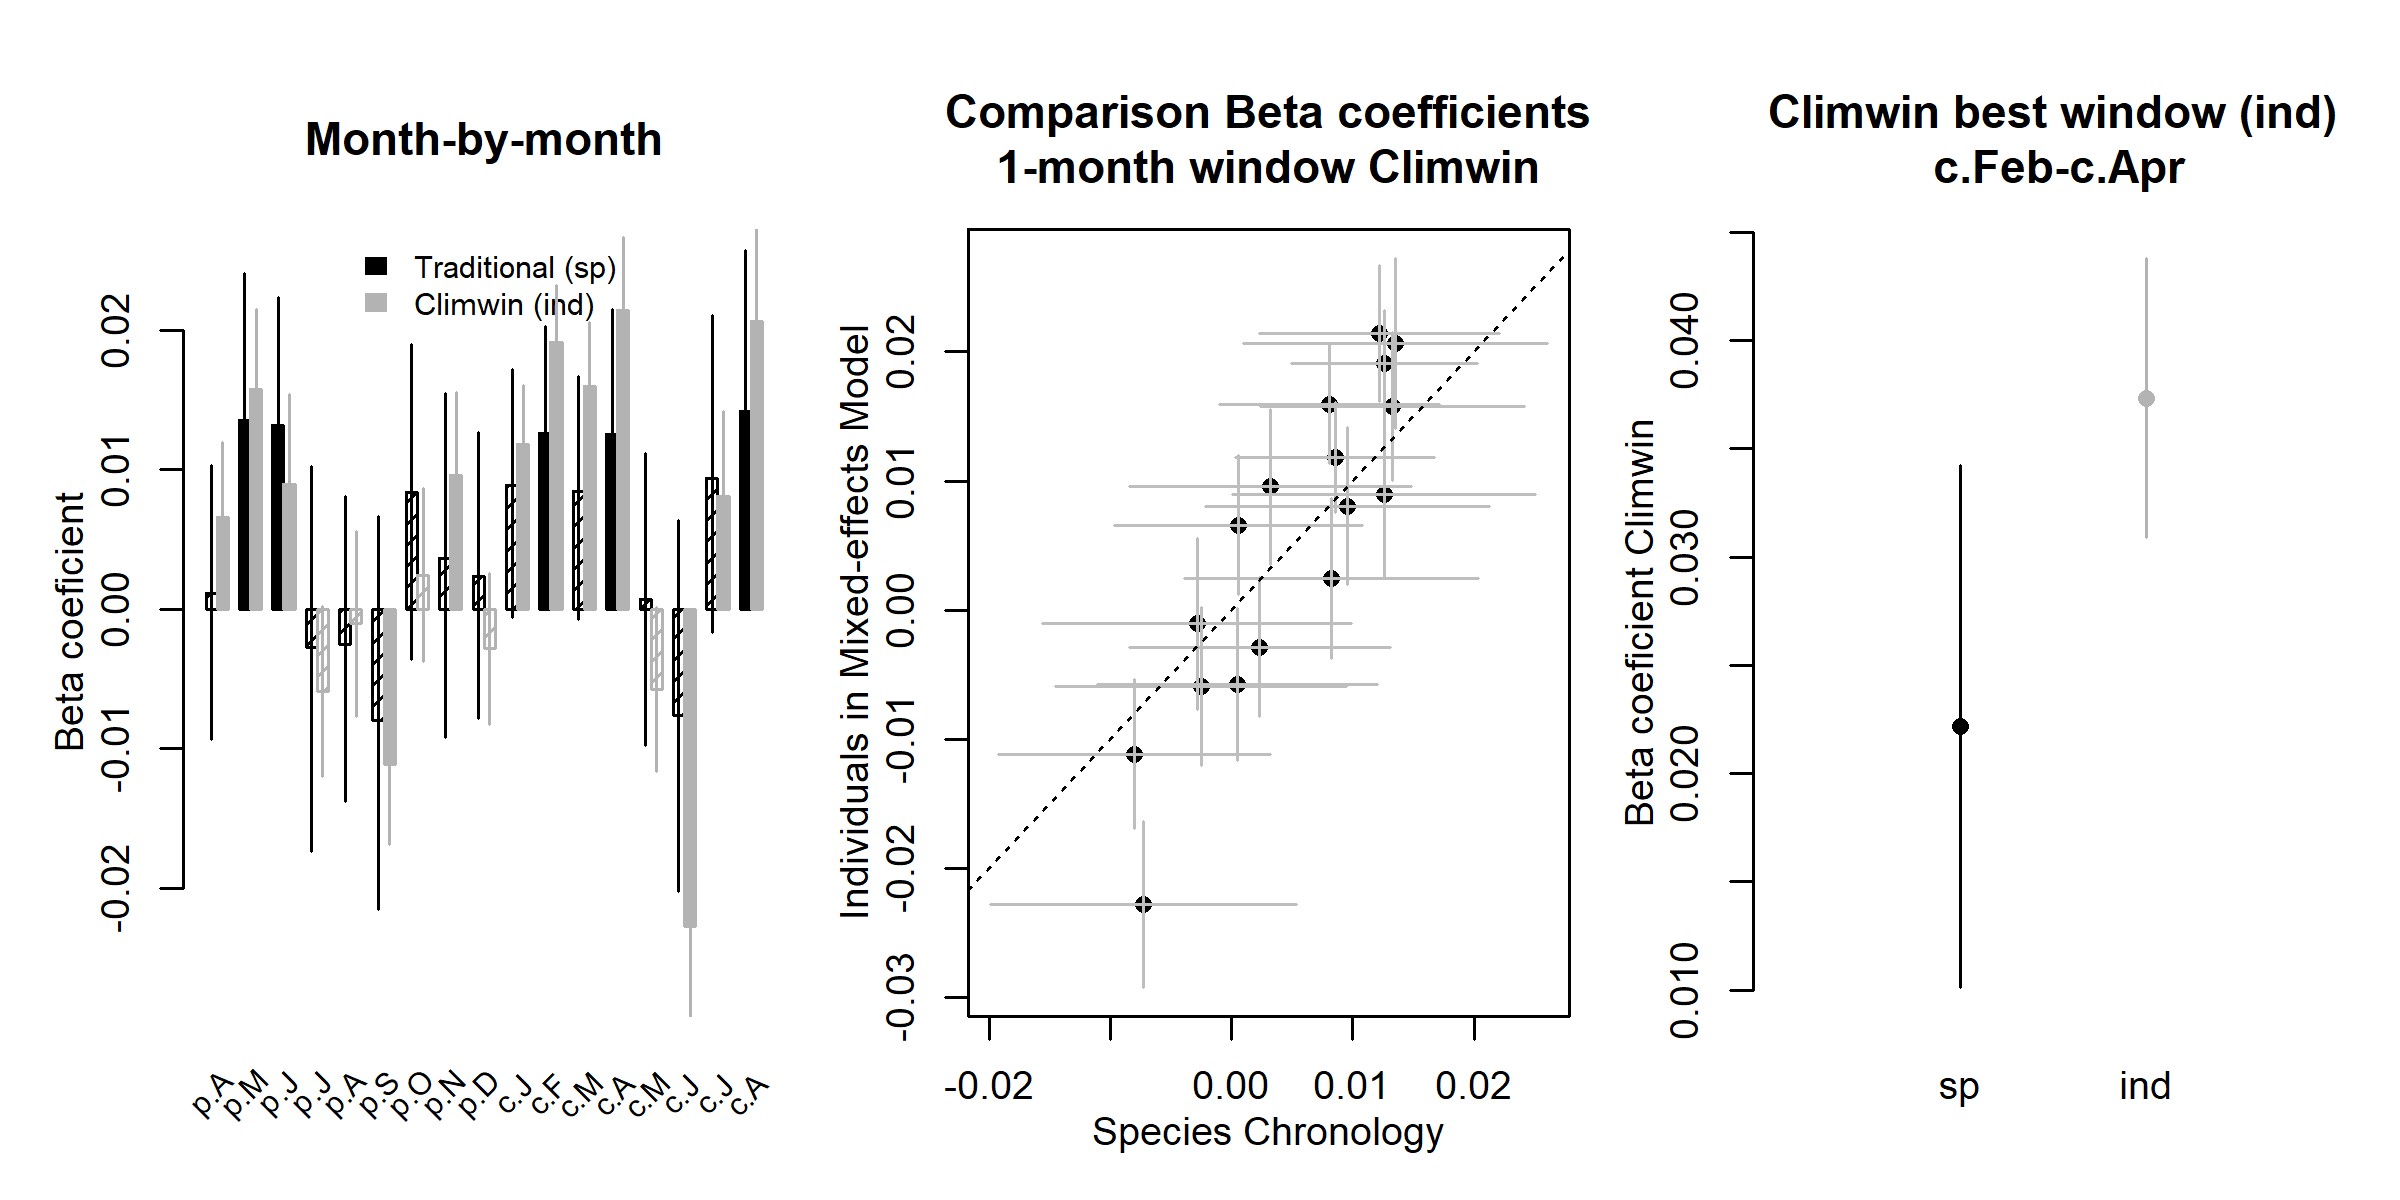 Month-by-month
Traditional (sp)
Climwin (ind)
Beta coeficient
0.02
0.01
0.00
-0.01
-0.02
p.A
p.M
p.J
p.J
p.A
p.S
p.O
p.N
p.D
c.J
c.F
c.M
c.A
c.M
c.J
c.J
c.A
Comparison Beta coefficients
1-month window Climwin
Individuals in Mixed-effects Model
0.02
0.01
0.00
-0.01
-0.02
-0.03
-0.02
0.00
0.01
0.02
Species Chronology
Climwin best window (ind)
c.Feb-c.Apr
Beta coeficient Climwin
0.040
0.030
0.020
0.010
sp
ind